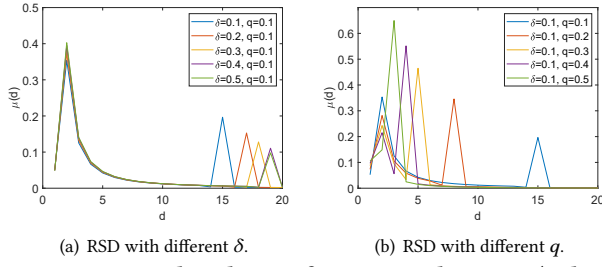 0.5
0.4
0.3
0.2
0.1
0
μ(d)
0
5
10
15
20
d
δ=0.1, q=0.1
δ=0.2, q=0.1
δ=0.3, q=0.1
δ=0.4, q=0.1
δ=0.5, q=0.1
(a) RSD with different δ.
0.6
0.5
0.4
0.3
0.2
0.1
0
μ(d)
0
5
10
15
20
d
δ=0.1, q=0.1
δ=0.1, q=0.2
δ=0.1, q=0.3
δ=0.1, q=0.4
δ=0.1, q=0.5
(b) RSD with different q.